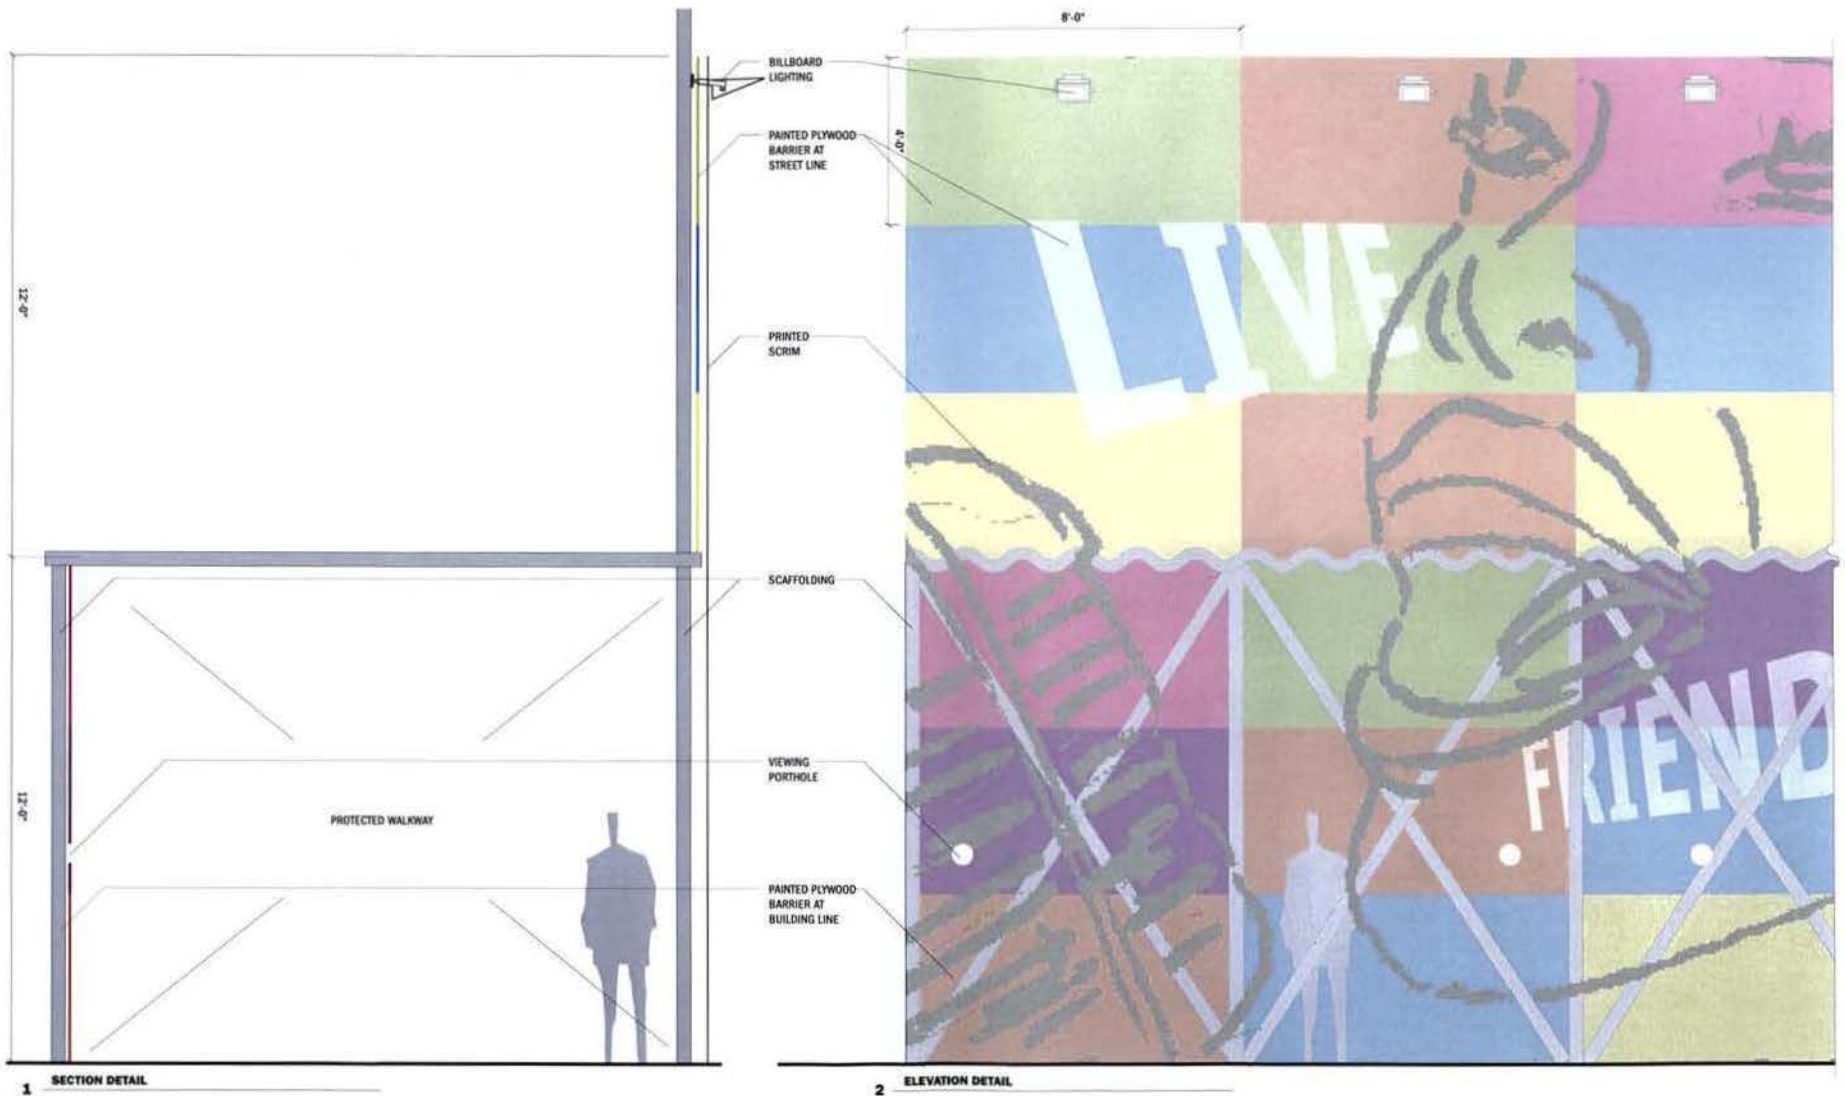 8'-0"
BILLBOARD
LIGHTING
4'-0"
PAINTED PLYWOOD
BARRIER AT
STREET LINE
LIVE
12'-0"
PRINTED
SCRIM
SCAFFOLDING
FRIEND
VIEWING
PORTHOLE
12'-0"
PROTECTED WALKWAY
PAINTED PLYWOOD
BARRIER AT
BUILDING LINE
1 SECTION DETAIL
2 ELEVATION DETAIL